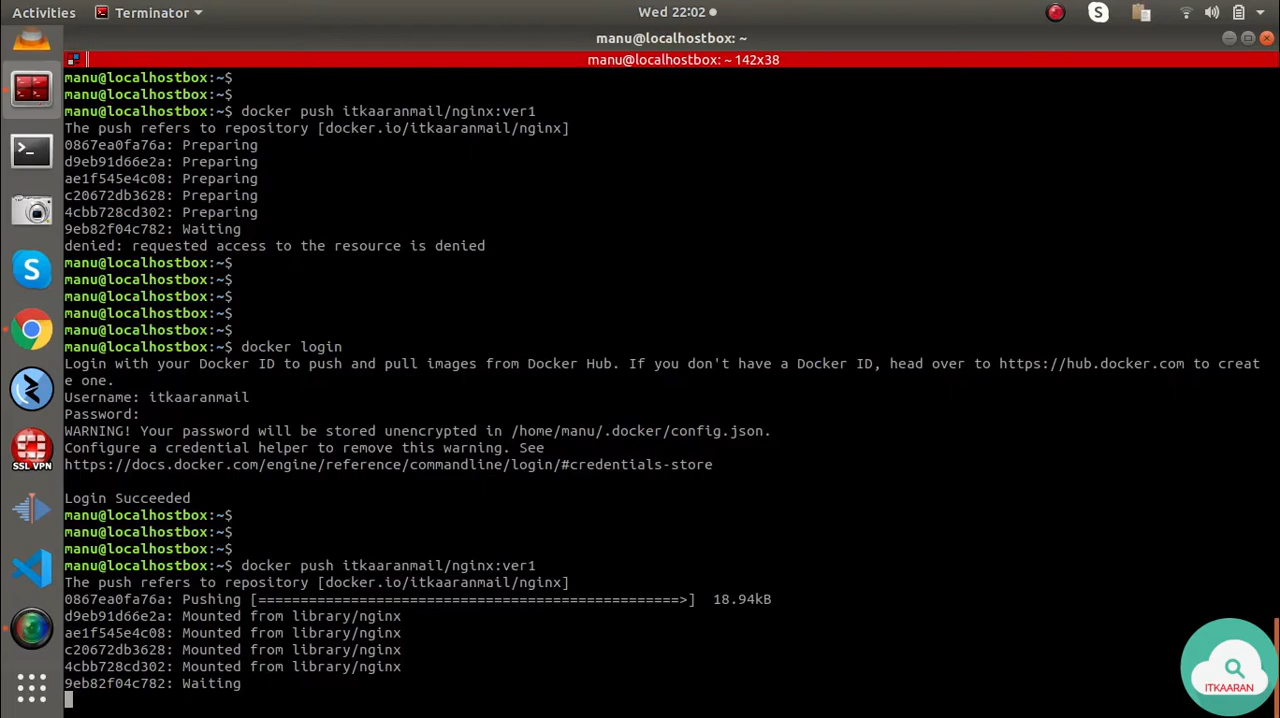 Activities
Terminator
Wed 22:02
manu@localhostbox: ~
manu@localhostbox: ~ 142x38
manu@localhostbox:~$
manu@localhostbox:~$
manu@localhostbox:~$ docker push itkaaranmail/nginx:ver1
The push refers to repository [docker.io/itkaaranmail/nginx]
0867ea0fa76a: Preparing
d9eb91d66e2a: Preparing
ae1f545e4c08: Preparing
c20672db3628: Preparing
4cbb728cd302: Preparing
9eb82f04c782: Waiting
denied: requested access to the resource is denied
manu@localhostbox:~$
manu@localhostbox:~$
manu@localhostbox:~$
manu@localhostbox:~$
manu@localhostbox:~$
manu@localhostbox:~$ docker login
Login with your Docker ID to push and pull images from Docker Hub. If you don't have a Docker ID, head over to https://hub.docker.com to creat
e one.
Username: itkaaranmail
Password:
WARNING! Your password will be stored unencrypted in /home/manu/.docker/config.json.
Configure a credential helper to remove this warning. See
https://docs.docker.com/engine/reference/commandline/login/#credentials-store
Login Succeeded
manu@localhostbox:~$
manu@localhostbox:~$
manu@localhostbox:~$
manu@localhostbox:~$ docker push itkaaranmail/nginx:ver1
The push refers to repository [docker.io/itkaaranmail/nginx]
0867ea0fa76a: Pushing [==================================================>] 18.94kB
d9eb91d66e2a: Mounted from library/nginx
ae1f545e4c08: Mounted from library/nginx
c20672db3628: Mounted from library/nginx
4cbb728cd302: Mounted from library/nginx
9eb82f04c782: Waiting
SSL VPN
ITKAARAN